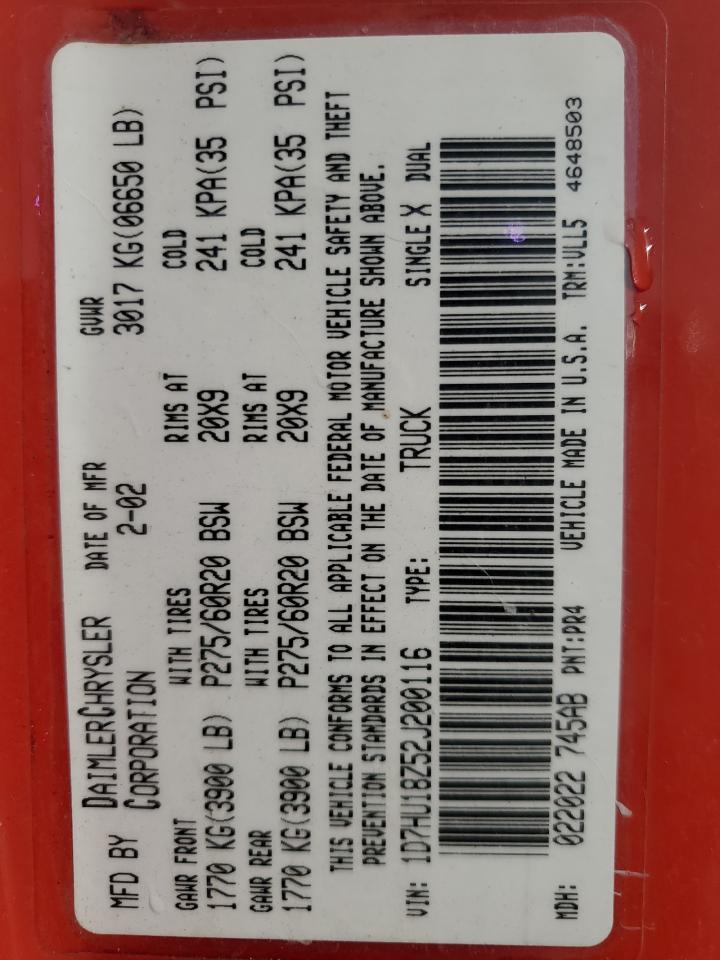 MFD BY DAIMLERCHRYSLER DATE OF MFR GVWR
CORPORATION 2-02 3017 KG(06650 LB)
GAWR FRONT WITH TIRES RIMS AT COLD
1770 KG(3900 LB) P275/60R20 BSW 20X9 241 KPA(35 PSI)
GAWR REAR WITH TIRES RIMS AT COLD
1770 KG(3900 LB) P275/60R20 BSW 20X9 241 KPA(35 PSI)
THIS VEHICLE CONFORMS TO ALL APPLICABLE FEDERAL MOTOR VEHICLE SAFETY AND THEFT
PREVENTION STANDARDS IN EFFECT ON THE DATE OF MANUFACTURE SHOWN ABOVE.
VIN: 1D7HU18Z52J200116 TYPE: TRUCK SINGLE X DUAL
MDH: 022022 745AB PNT:PR4 VEHICLE MADE IN U.S.A. TRM:VLL5 4648503